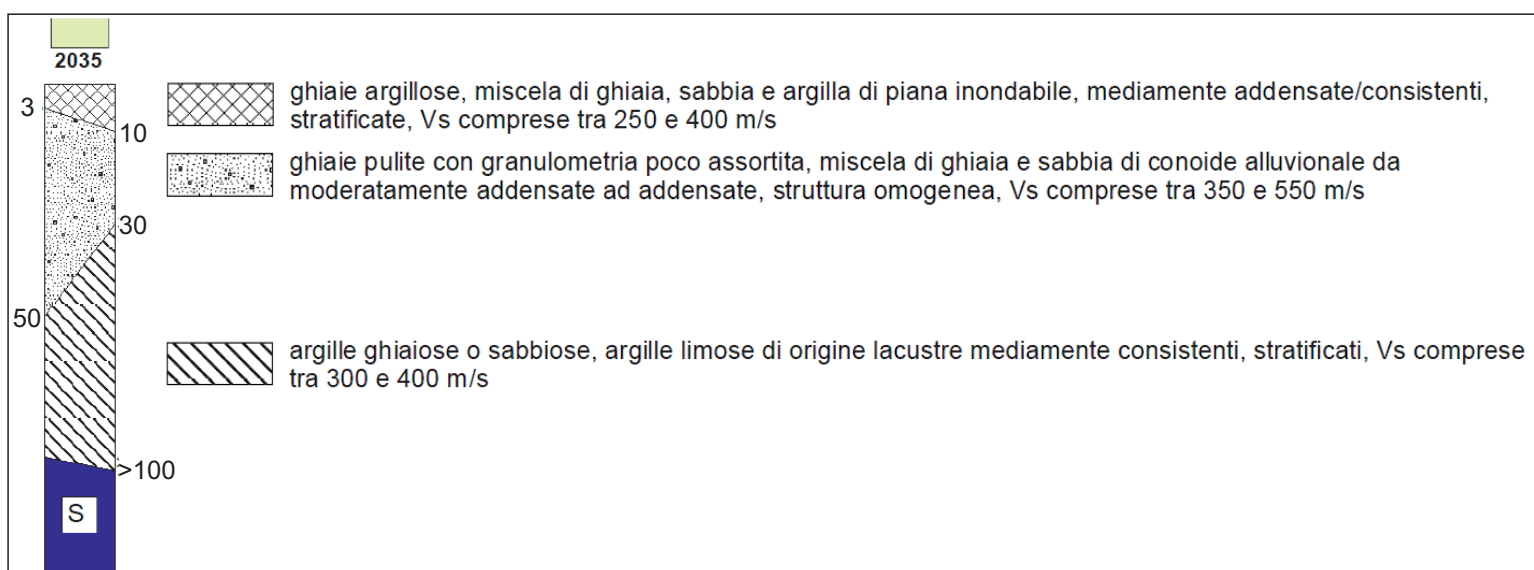 2035
3
10
ghiaie argillose, miscela di ghiaia, sabbia e argilla di piana inondabile, mediamente addensate/consistenti,
stratificate, Vs comprese tra 250 e 400 m/s
ghiaie pulite con granulometria poco assortita, miscela di ghiaia e sabbia di conoide alluvionale da
moderatamente addensate ad addensate, struttura omogenea, Vs comprese tra 350 e 550 m/s
30
50
argille ghiaiose o sabbiose, argille limose di origine lacustre mediamente consistenti, stratificati, Vs comprese
tra 300 e 400 m/s
>100
S